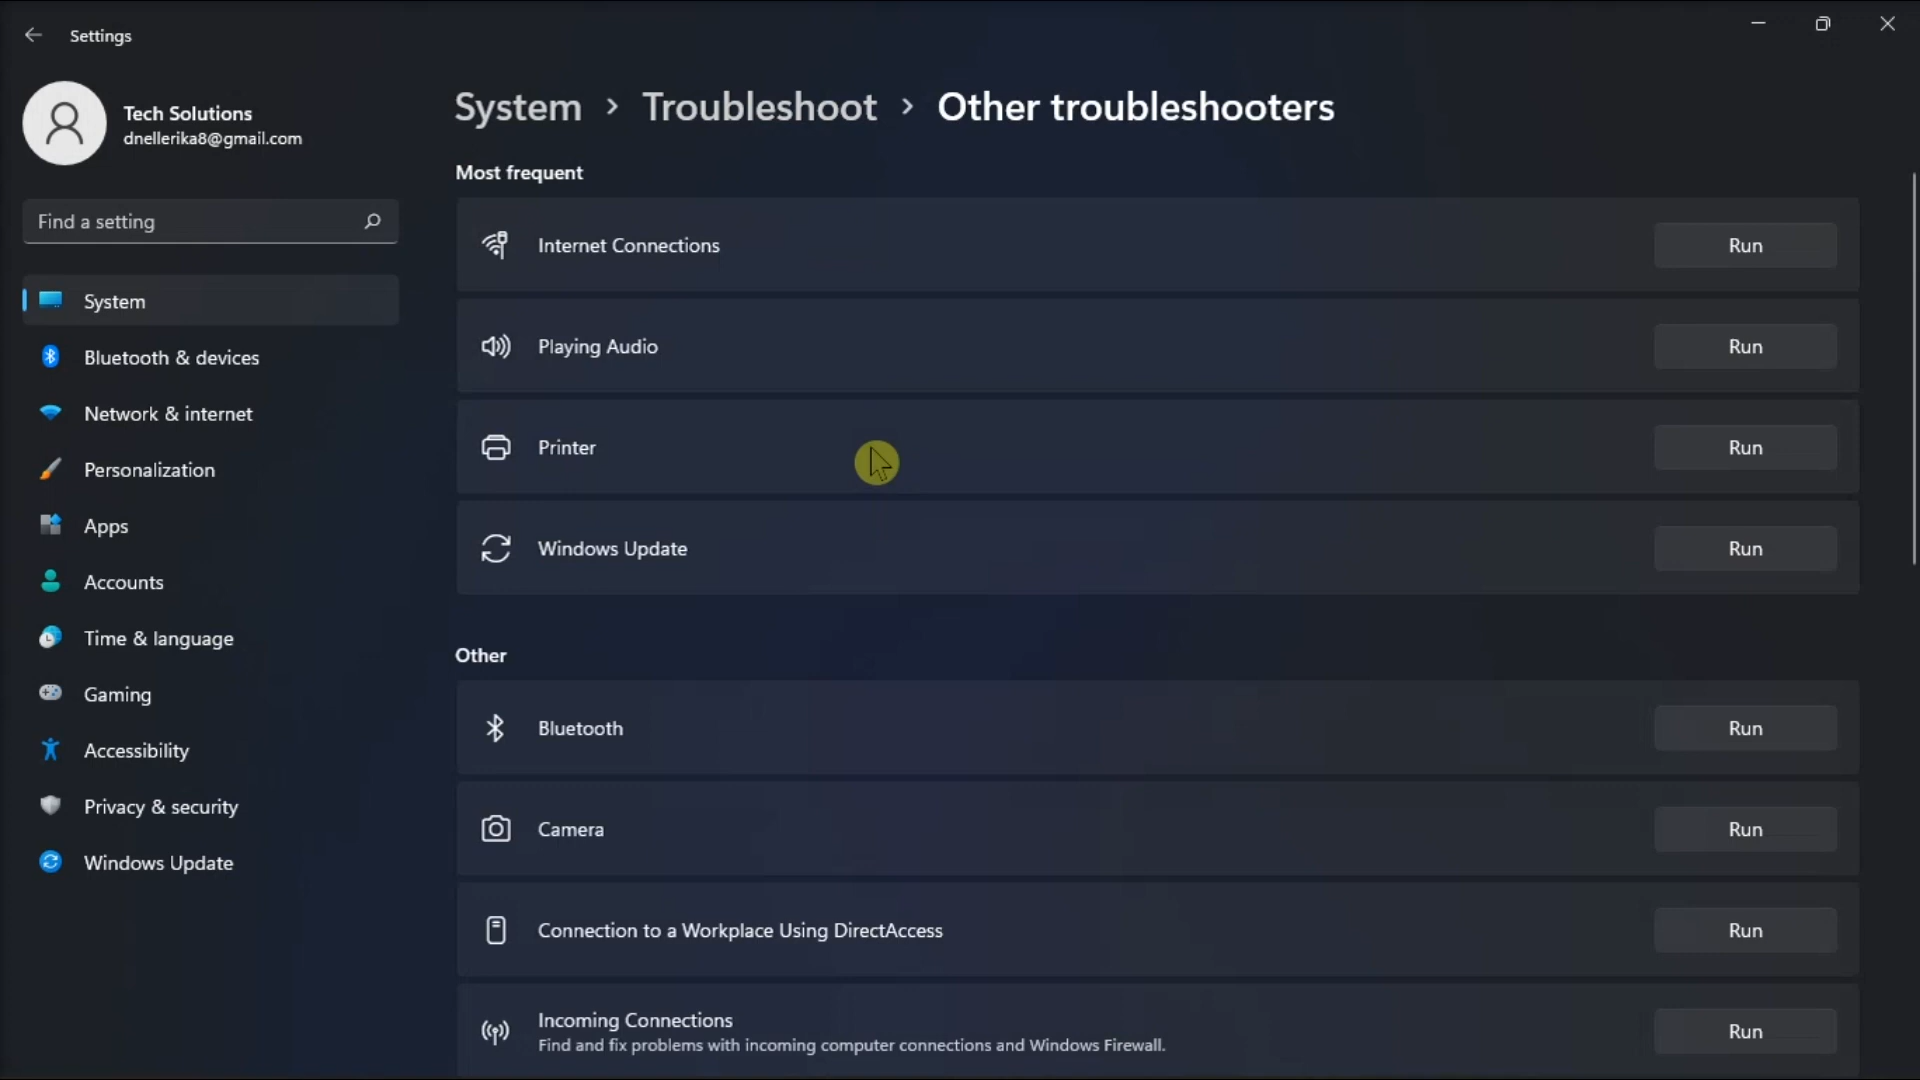 Settings
Tech Solutions
dnellerika8@gmail.com
Find a setting
System
Bluetooth & devices
Network & internet
Personalization
Apps
Accounts
Time & language
Gaming
Accessibility
Privacy & security
Windows Update
System > Troubleshoot > Other troubleshooters
Most frequent
Internet Connections Run
Playing Audio Run
Printer Run
Windows Update Run
Other
Bluetooth Run
Camera Run
Connection to a Workplace Using DirectAccess Run
Incoming Connections
Find and fix problems with incoming computer connections and Windows Firewall.
Run